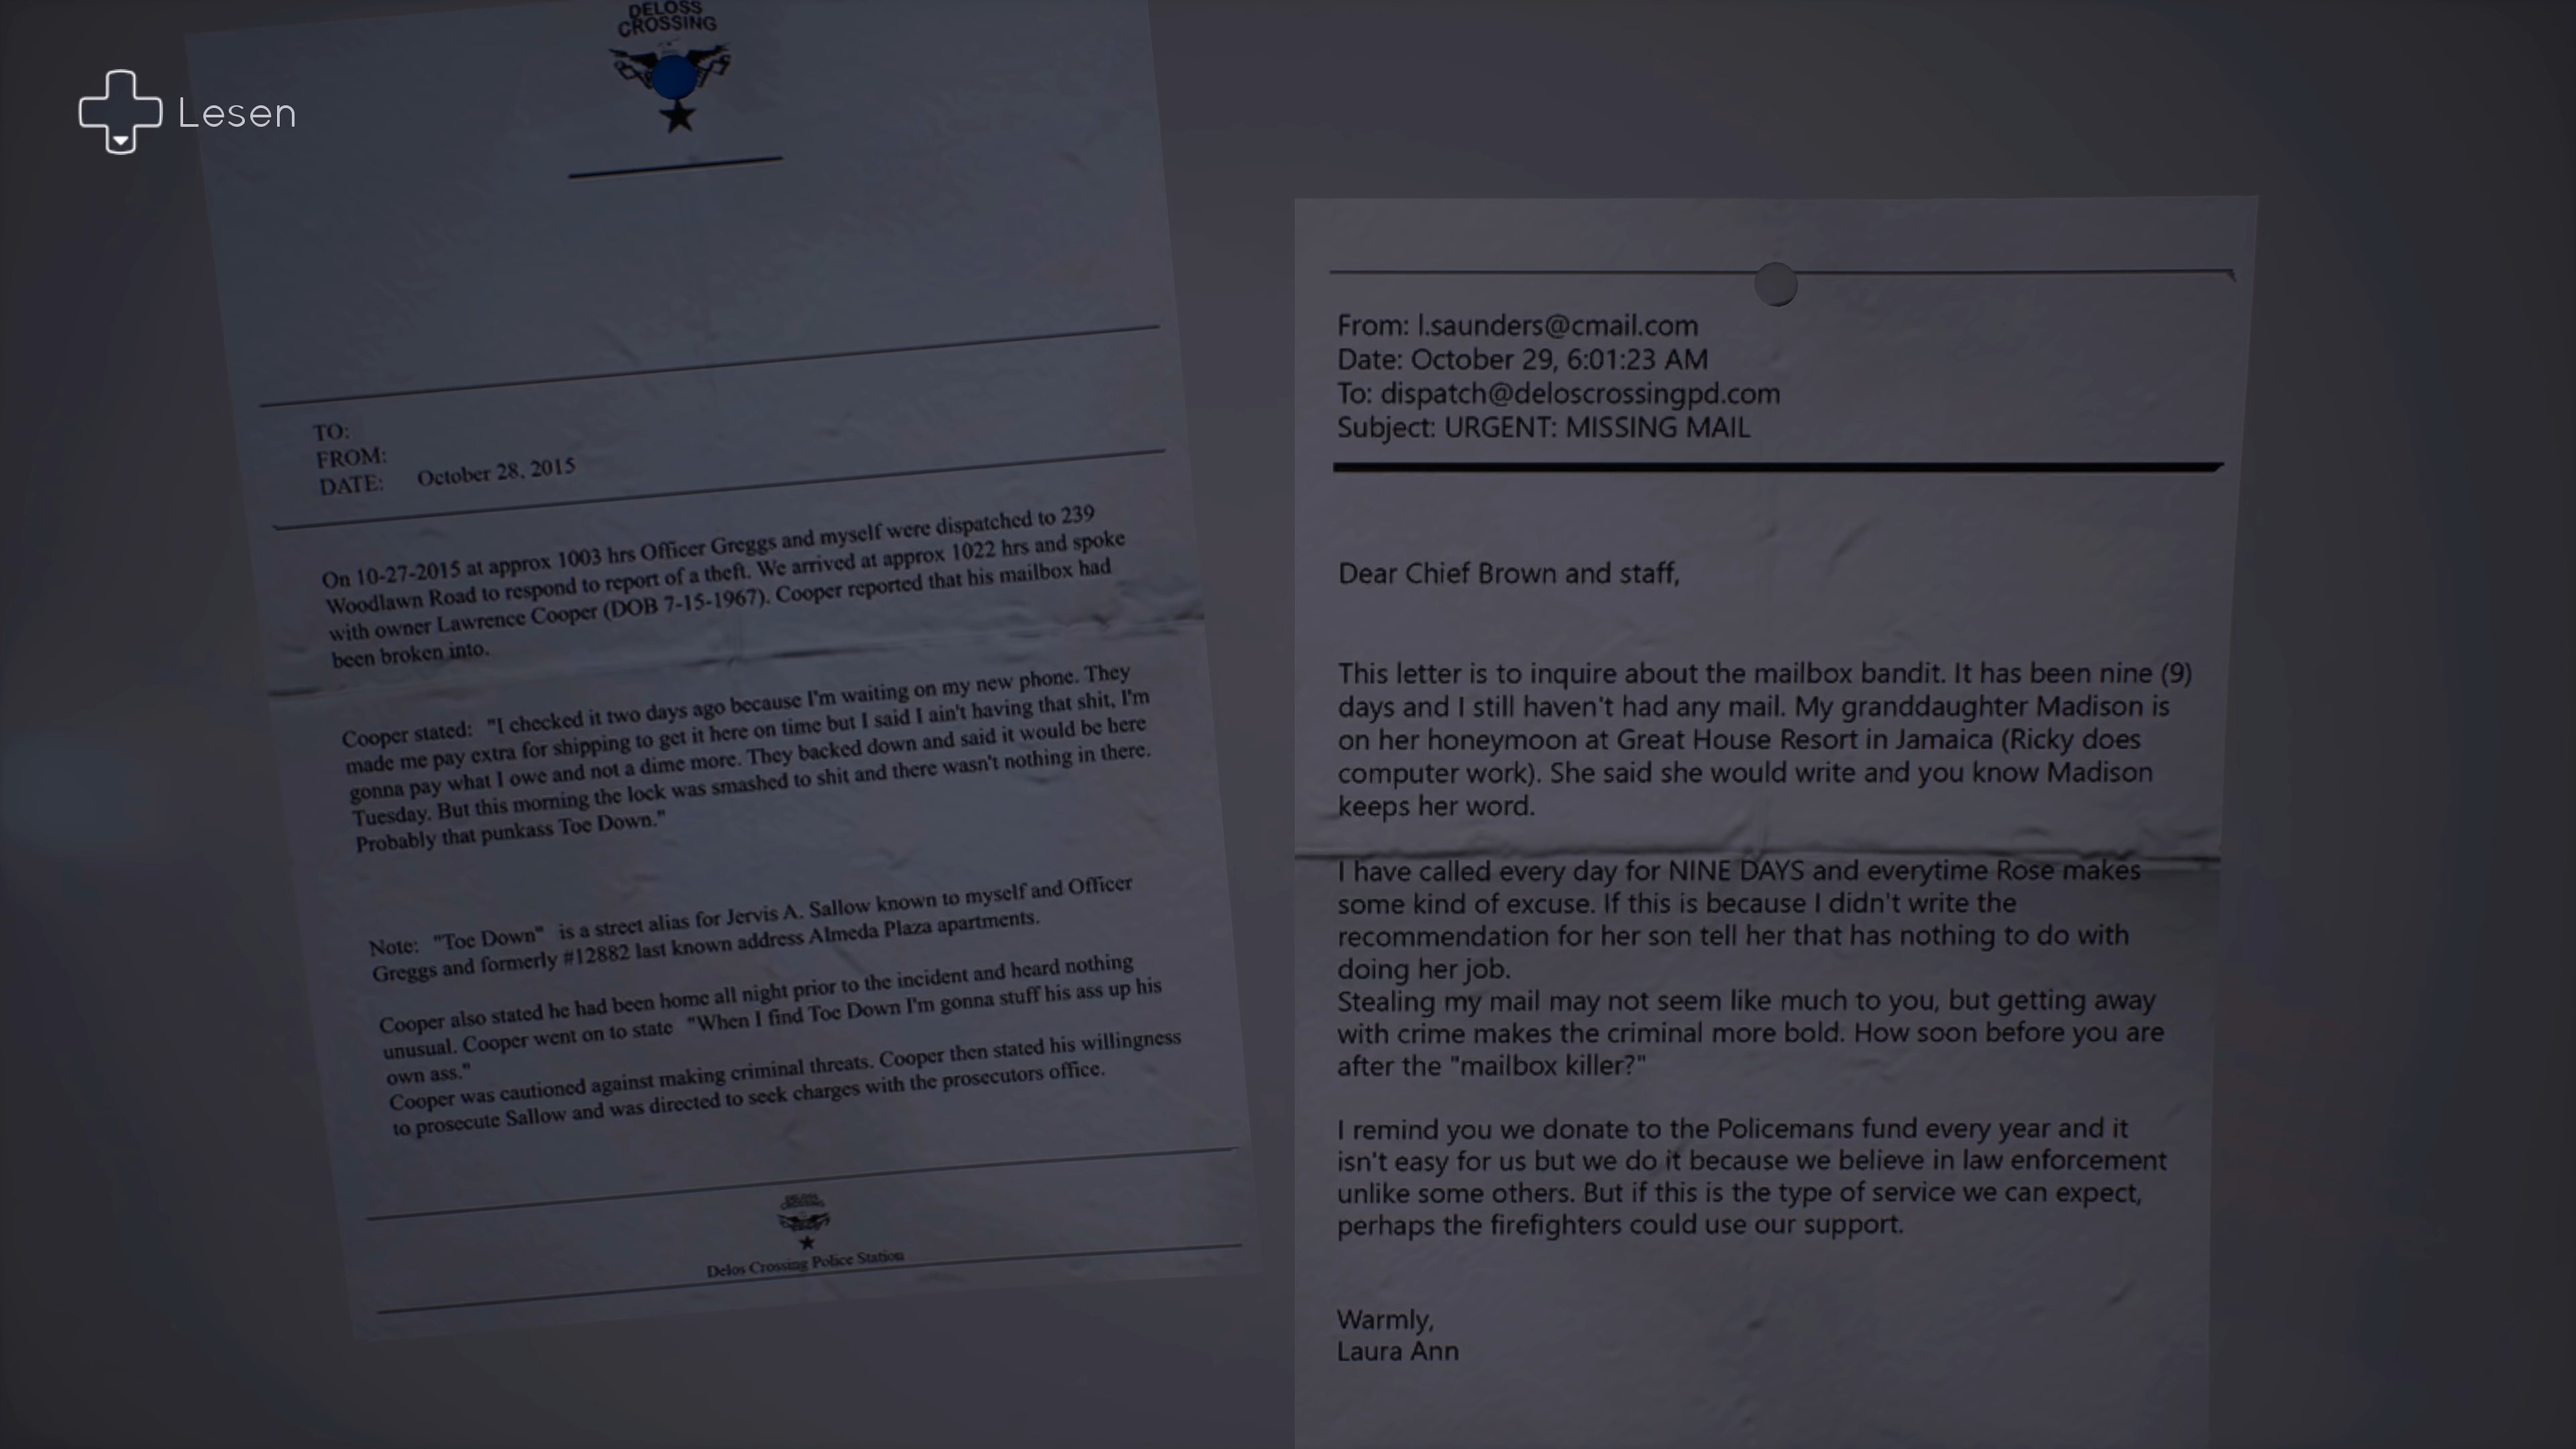 Lesen
DELOSS
CROSSING
TO:
FROM:
DATE: October 28, 2015
On 10-27-2015 at approx 1003 hrs Officer Greggs and myself were dispatched to 239
Woodlawn Road to respond to report of a theft. We arrived at approx 1022 hrs and spoke
with owner Lawrence Cooper (DOB 7-15-1967). Cooper reported that his mailbox had
been broken into.
Cooper stated: "I checked it two days ago because I'm waiting on my new phone. They
made me pay extra for shipping to get it here on time but I said I ain't having that shit, I'm
gonna pay what I owe and not a dime more. They backed down and said it would be here
Tuesday. But this morning the lock was smashed to shit and there wasn't nothing in there.
Probably that punkass Toe Down."
Note: "Toe Down" is a street alias for Jervis A. Sallow known to myself and Officer
Greggs and formerly #12882 last known address Almeda Plaza apartments.
Cooper also stated he had been home all night prior to the incident and heard nothing
unusual. Cooper went on to state "When I find Toe Down I'm gonna stuff his ass up his
own ass."
Cooper was cautioned against making criminal threats. Cooper then stated his willingness
to prosecute Sallow and was directed to seek charges with the prosecutors office.
DELOSS
CROSSING
Delos Crossing Police Station
From: l.saunders@cmail.com
Date: October 29, 6:01:23 AM
To: dispatch@deloscrossingpd.com
Subject: URGENT: MISSING MAIL
Dear Chief Brown and staff,
This letter is to inquire about the mailbox bandit. It has been nine (9)
days and I still haven't had any mail. My granddaughter Madison is
on her honeymoon at Great House Resort in Jamaica (Ricky does
computer work). She said she would write and you know Madison
keeps her word.
I have called every day for NINE DAYS and everytime Rose makes
some kind of excuse. If this is because I didn't write the
recommendation for her son tell her that has nothing to do with
doing her job.
Stealing my mail may not seem like much to you, but getting away
with crime makes the criminal more bold. How soon before you are
after the "mailbox killer?"
I remind you we donate to the Policemans fund every year and it
isn't easy for us but we do it because we believe in law enforcement
unlike some others. But if this is the type of service we can expect,
perhaps the firefighters could use our support.
Warmly,
Laura Ann